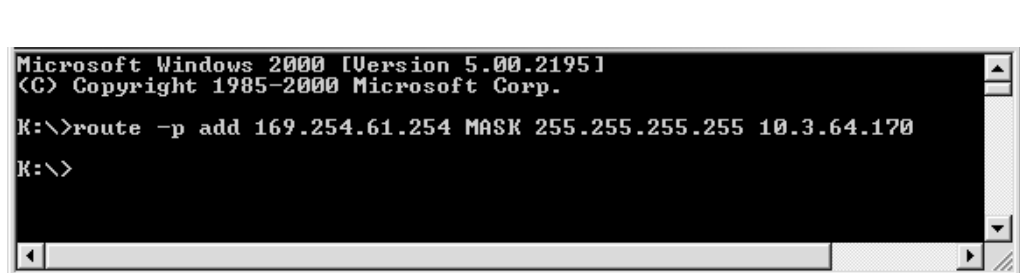 Microsoft Windows 2000 [Version 5.00.2195]
(C) Copyright 1985-2000 Microsoft Corp.
K:\>route -p add 169.254.61.254 MASK 255.255.255.255 10.3.64.170
K:\>